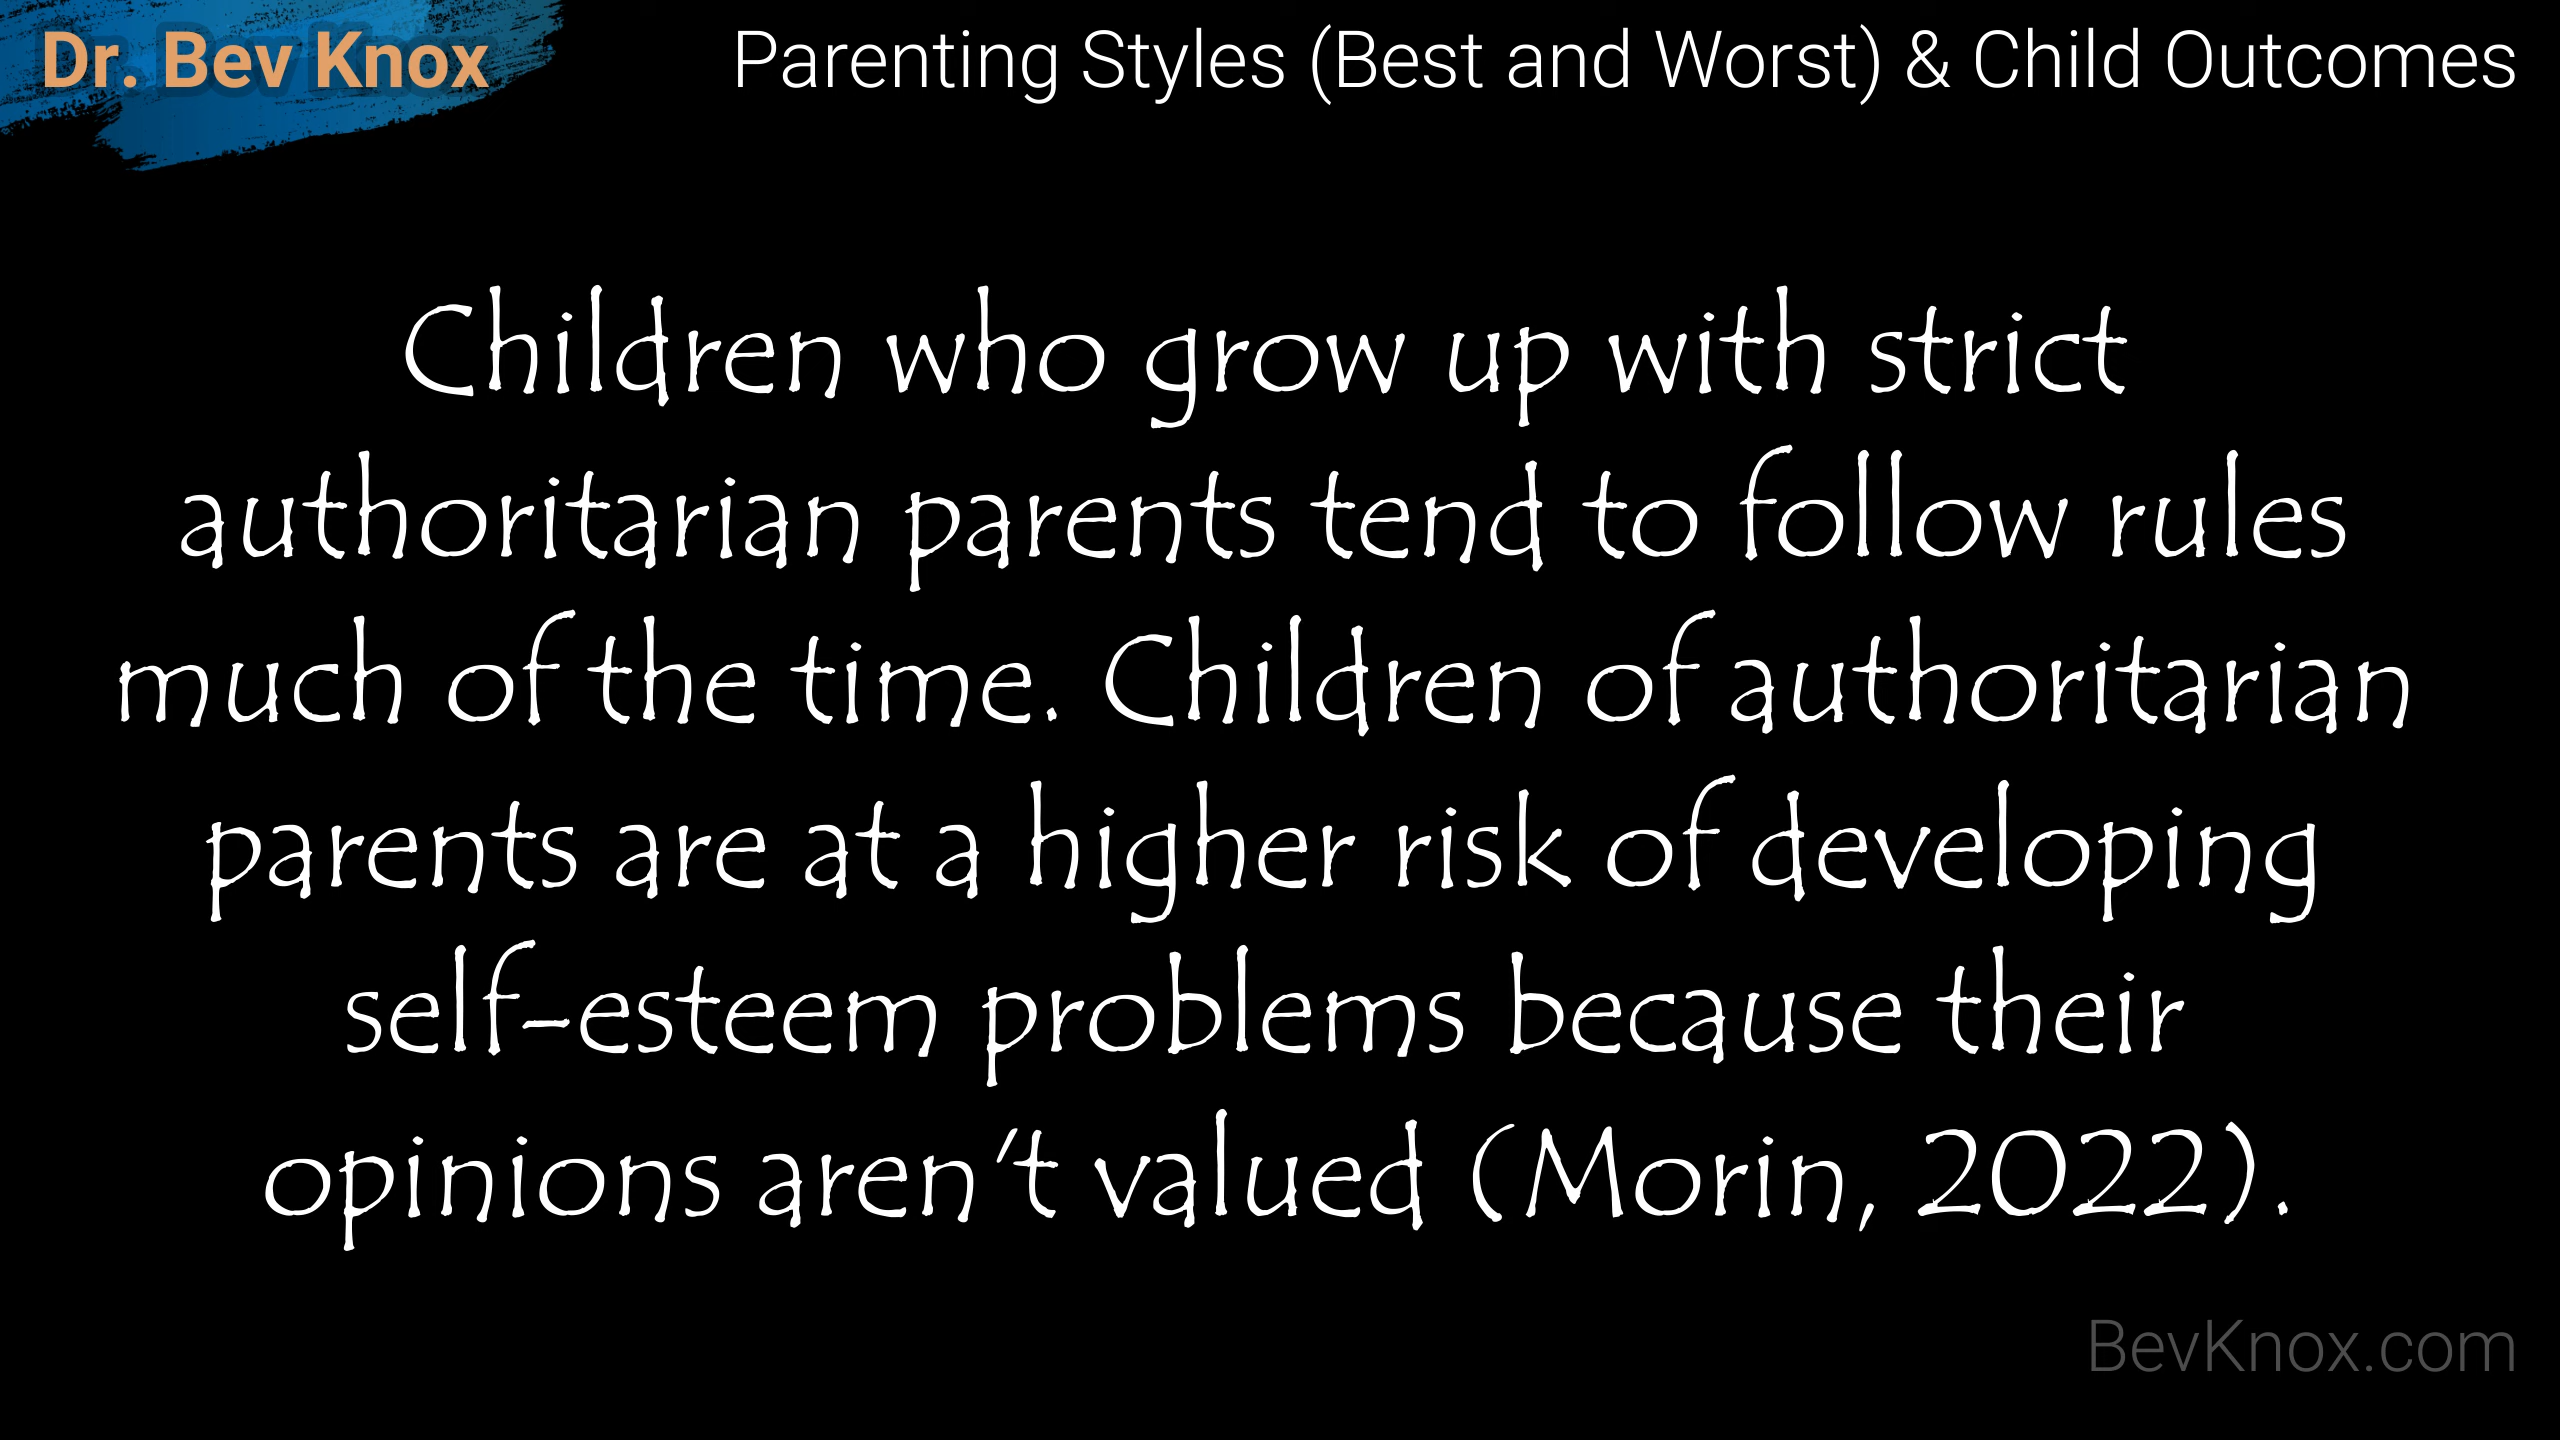 Dr. Bev Knox
Parenting Styles (Best and Worst) & Child Outcomes
Children who grow up with strict
authoritarian parents tend to follow rules
much of the time. Children of authoritarian
parents are at a higher risk of developing
self-esteem problems because their
opinions aren't valued (Morin, 2022).
BevKnox.com